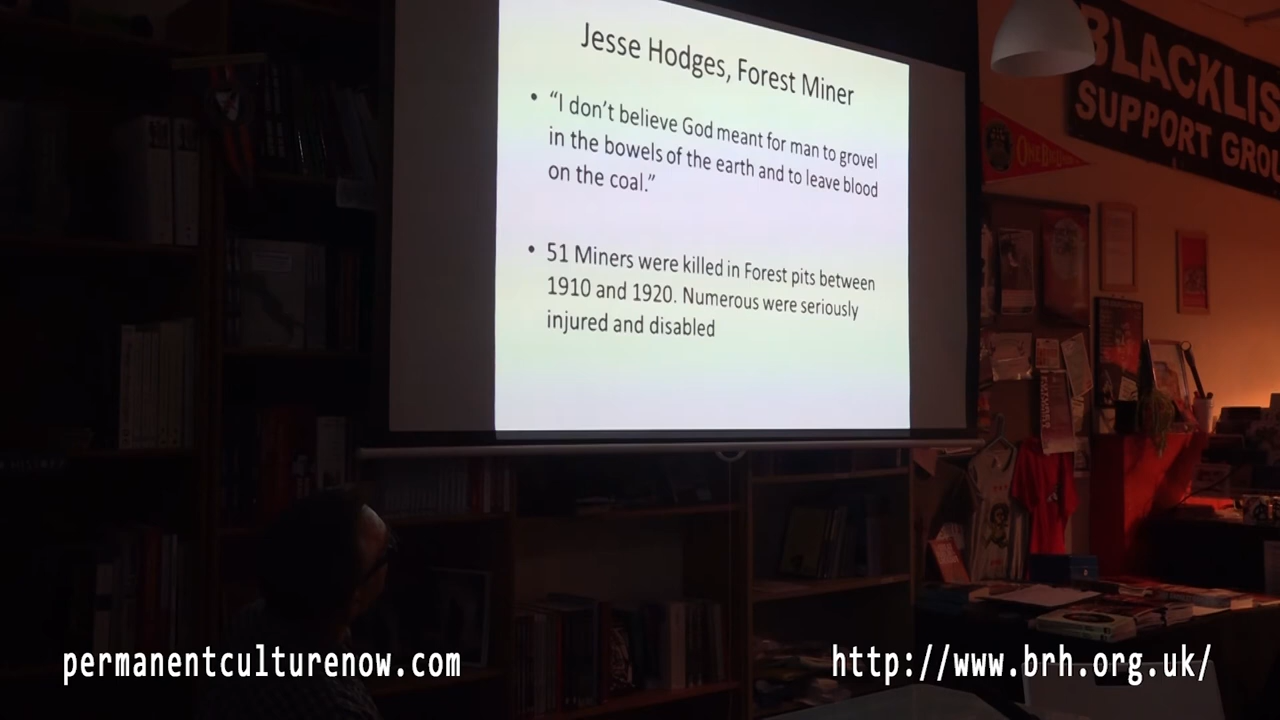 Jesse Hodges, Forest Miner
• “I don’t believe God meant for man to grovel
in the bowels of the earth and to leave blood
on the coal.”
• 51 Miners were killed in Forest pits between
1910 and 1920. Numerous were seriously
injured and disabled
BLACKLIS
SUPPORT GROU
permanentculturenow.com
http://www.brh.org.uk/